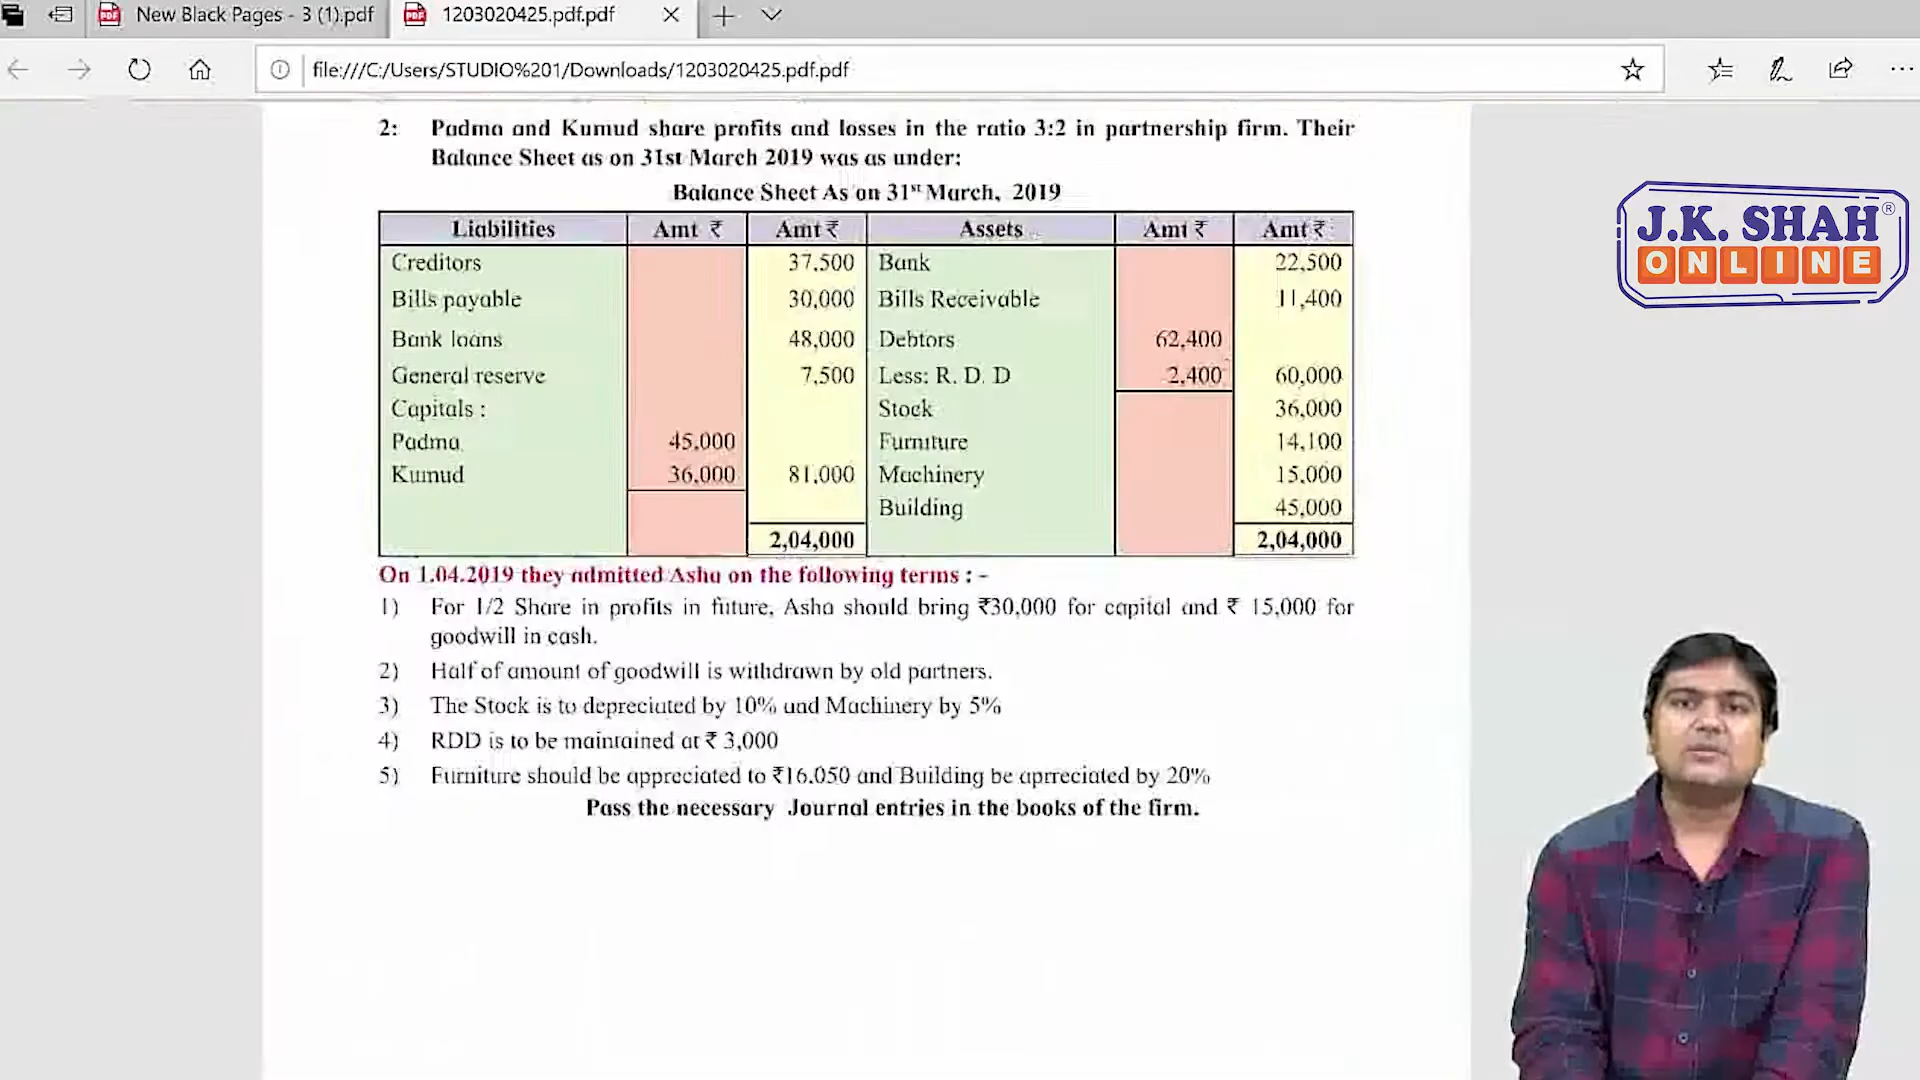 New Black Pages - 3 (1).pdf
1203020425.pdf.pdf
file:///C:/Users/STUDIO%201/Downloads/1203020425.pdf.pdf
2: Padma and Kumud share profits and losses in the ratio 3:2 in partnership firm. Their
Balance Sheet as on 31st March 2019 was as under:
Balance Sheet As on 31st March, 2019
Liabilities Amt ₹ Amt ₹ Assets Amt ₹ Amt ₹
Creditors 37,500 Bank 22,500
Bills payable 30,000 Bills Receivable 11,400
Bank loans 48,000 Debtors 62,400
General reserve 7,500 Less: R. D. D 2,400 60,000
Capitals : Stock 36,000
Padma 45,000 Furniture 14,100
Kumud 36,000 81,000 Machinery 15,000
Building 45,000
2,04,000 2,04,000
On 1.04.2019 they admitted Asha on the following terms : -
1) For 1/2 Share in profits in future, Asha should bring ₹30,000 for capital and ₹ 15,000 for
goodwill in cash.
2) Half of amount of goodwill is withdrawn by old partners.
3) The Stock is to depreciated by 10% and Machinery by 5%
4) RDD is to be maintained at ₹ 3,000
5) Furniture should be appreciated to ₹16,050 and Building be aprreciated by 20%
Pass the necessary Journal entries in the books of the firm.
J.K. SHAH®
ONLINE